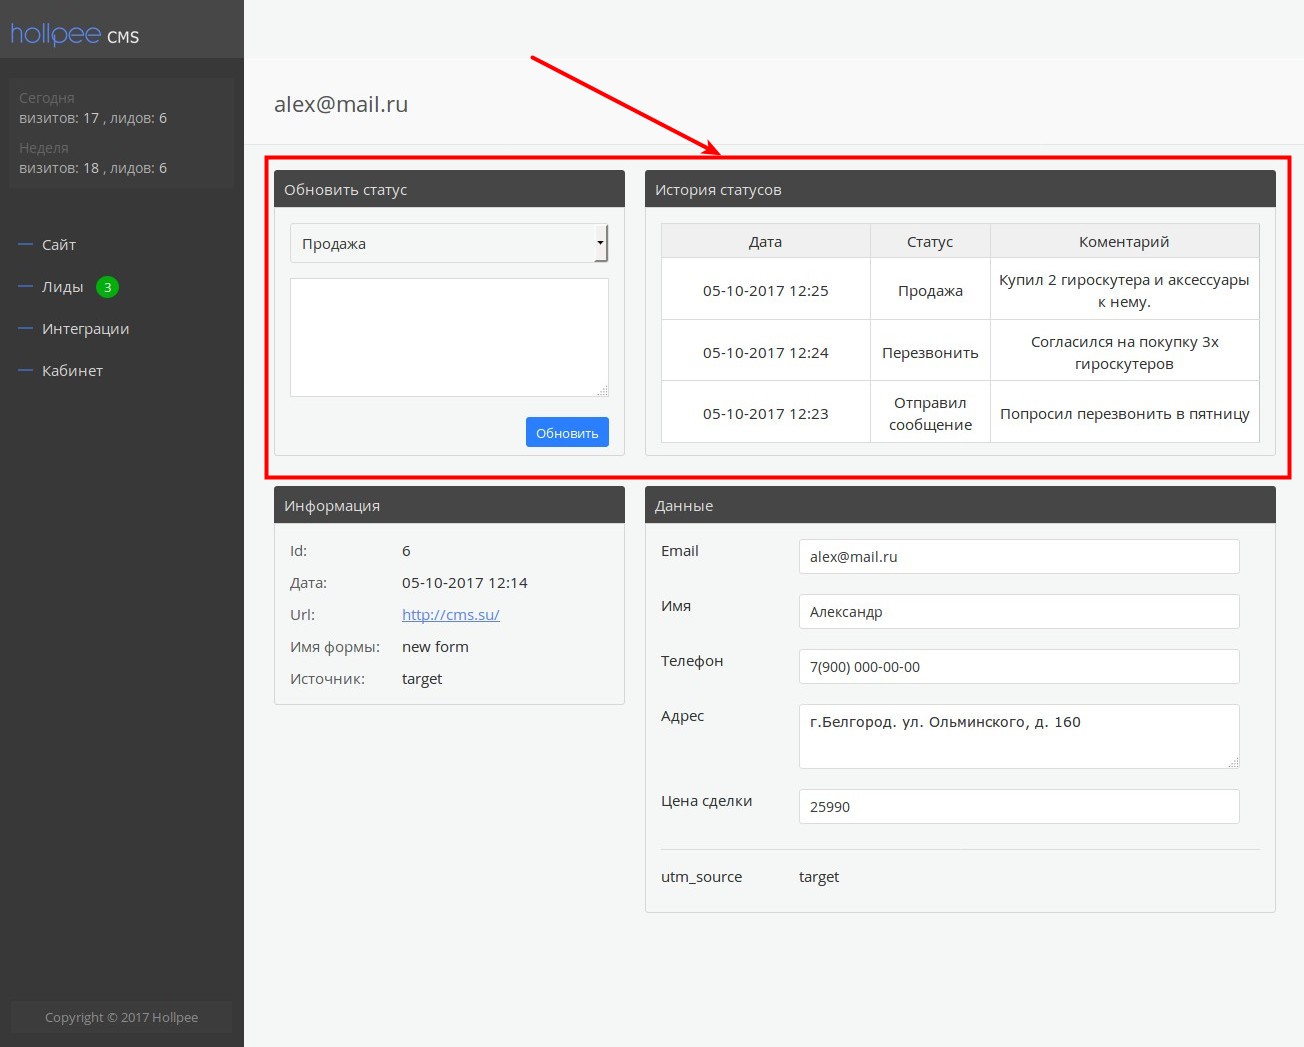 hollpee CMS
Сегодня
визитов: 17 , лидов: 6
Неделя
визитов: 18 , лидов: 6
Сайт
Лиды 3
Интеграции
Кабинет
Copyright © 2017 Hollpee
alex@mail.ru
Обновить статус
Продажа
Обновить
История статусов
Дата Статус Коментарий
05-10-2017 12:25 Продажа Купил 2 гироскутера и аксессуары
к нему.
05-10-2017 12:24 Перезвонить Согласился на покупку 3х
гироскутеров
05-10-2017 12:23 Отправил
сообщение Попросил перезвонить в пятницу
Информация
Id: 6
Дата: 05-10-2017 12:14
Url: http://cms.su/
Имя формы: new form
Источник: target
Данные
Email alex@mail.ru
Имя Александр
Телефон 7(900) 000-00-00
Адрес г.Белгород. ул. Ольминского, д. 160
Цена сделки 25990
utm_source target